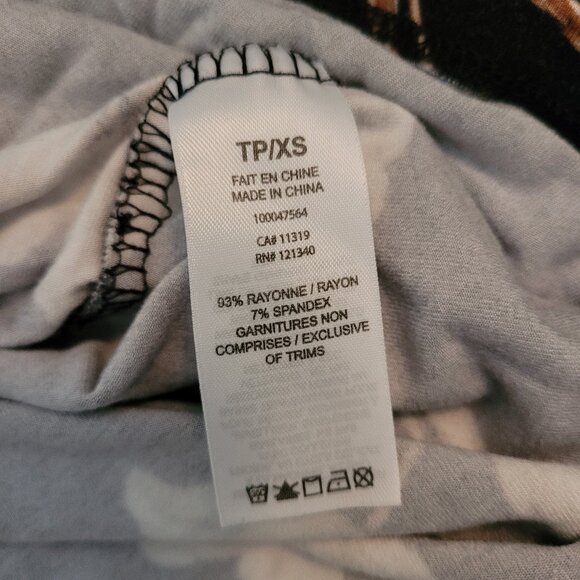 TP/XS
FAIT EN CHINE
MADE IN CHINA
100047564
CA# 11319
RN# 121340
93% RAYONNE / RAYON
7% SPANDEX
GARNITURES NON
COMPRISES / EXCLUSIVE
OF TRIMS